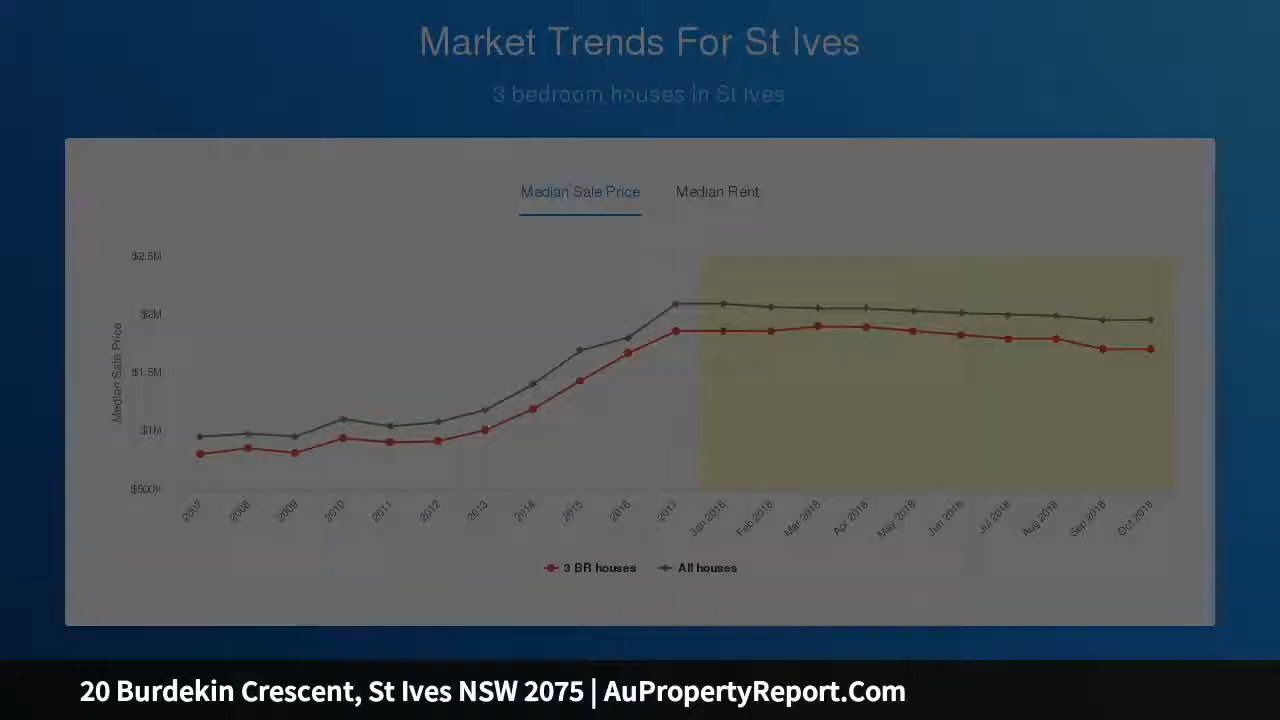 Market Trends For St Ives
3 bedroom houses in St Ives
Median Sale Price Median Rent
$2.5M
$2M
$1.5M
$1M
$500K
Median Sale Price
2007 2008 2009 2010 2011 2012 2013 2014 2015 2016 2017 Jan 2018 Feb 2018 Mar 2018 Apr 2018 May 2018 Jun 2018 Jul 2018 Aug 2018 Sep 2018 Oct 2018
3 BR houses All houses
20 Burdekin Crescent, St Ives NSW 2075 | AuPropertyReport.Com